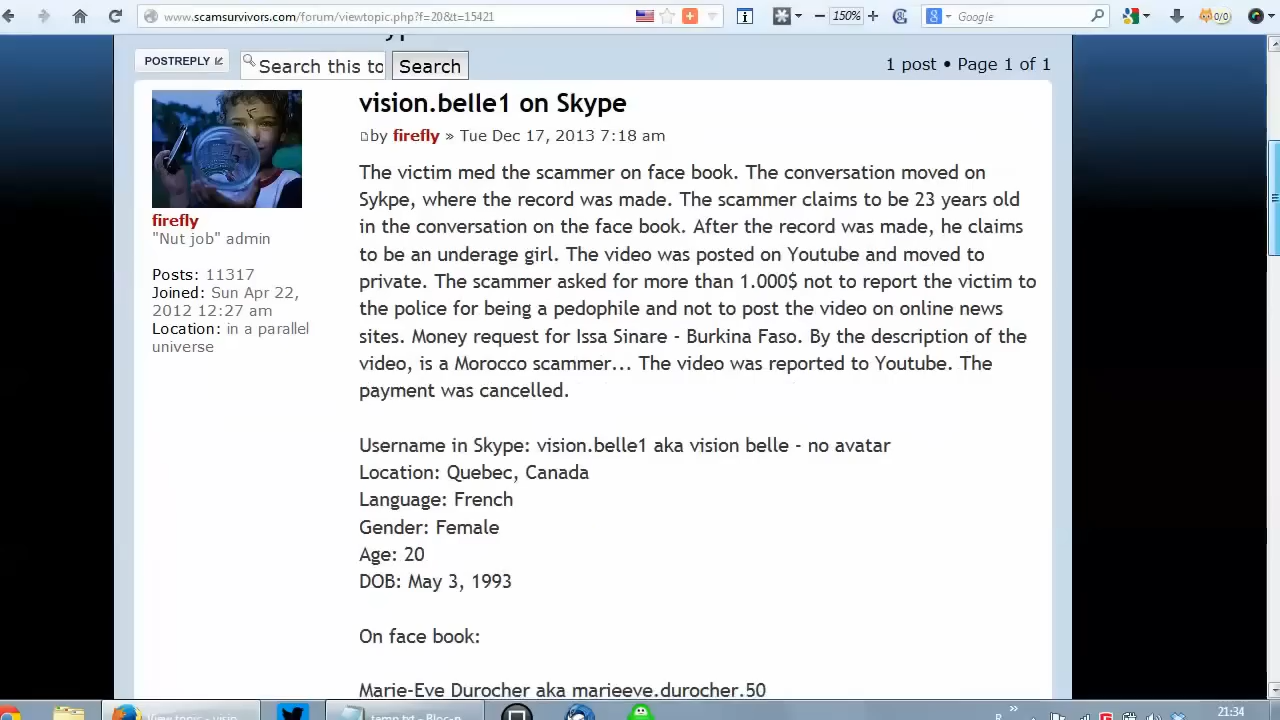 www.scamsurvivors.com/forum/viewtopic.php?f=20&t=15421
150%
Google
0/0
POSTREPLY
Search this to
Search
1 post • Page 1 of 1
vision.belle1 on Skype
by firefly » Tue Dec 17, 2013 7:18 am
firefly
"Nut job" admin
Posts: 11317
Joined: Sun Apr 22,
2012 12:27 am
Location: in a parallel
universe
The victim med the scammer on face book. The conversation moved on
Sykpe, where the record was made. The scammer claims to be 23 years old
in the conversation on the face book. After the record was made, he claims
to be an underage girl. The video was posted on Youtube and moved to
private. The scammer asked for more than 1.000$ not to report the victim to
the police for being a pedophile and not to post the video on online news
sites. Money request for Issa Sinare - Burkina Faso. By the description of the
video, is a Morocco scammer... The video was reported to Youtube. The
payment was cancelled.
Username in Skype: vision.belle1 aka vision belle - no avatar
Location: Quebec, Canada
Language: French
Gender: Female
Age: 20
DOB: May 3, 1993
On face book:
Marie-Eve Durocher aka marieeve.durocher.50
21:34